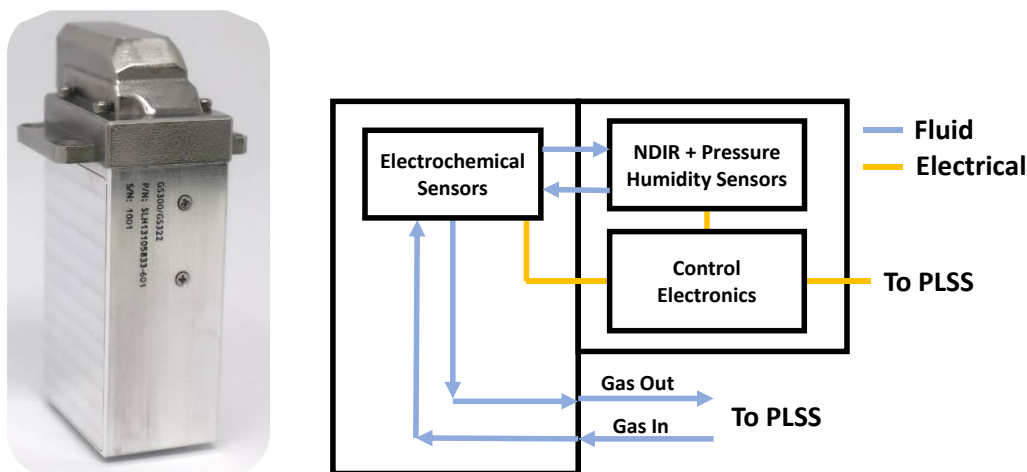 GS300/GS322
P/N: SLN13105833-601
S/N: 1001
Electrochemical
Sensors
NDIR + Pressure
Humidity Sensors
Control
Electronics
Fluid
Electrical
To PLSS
Gas Out
Gas In
To PLSS